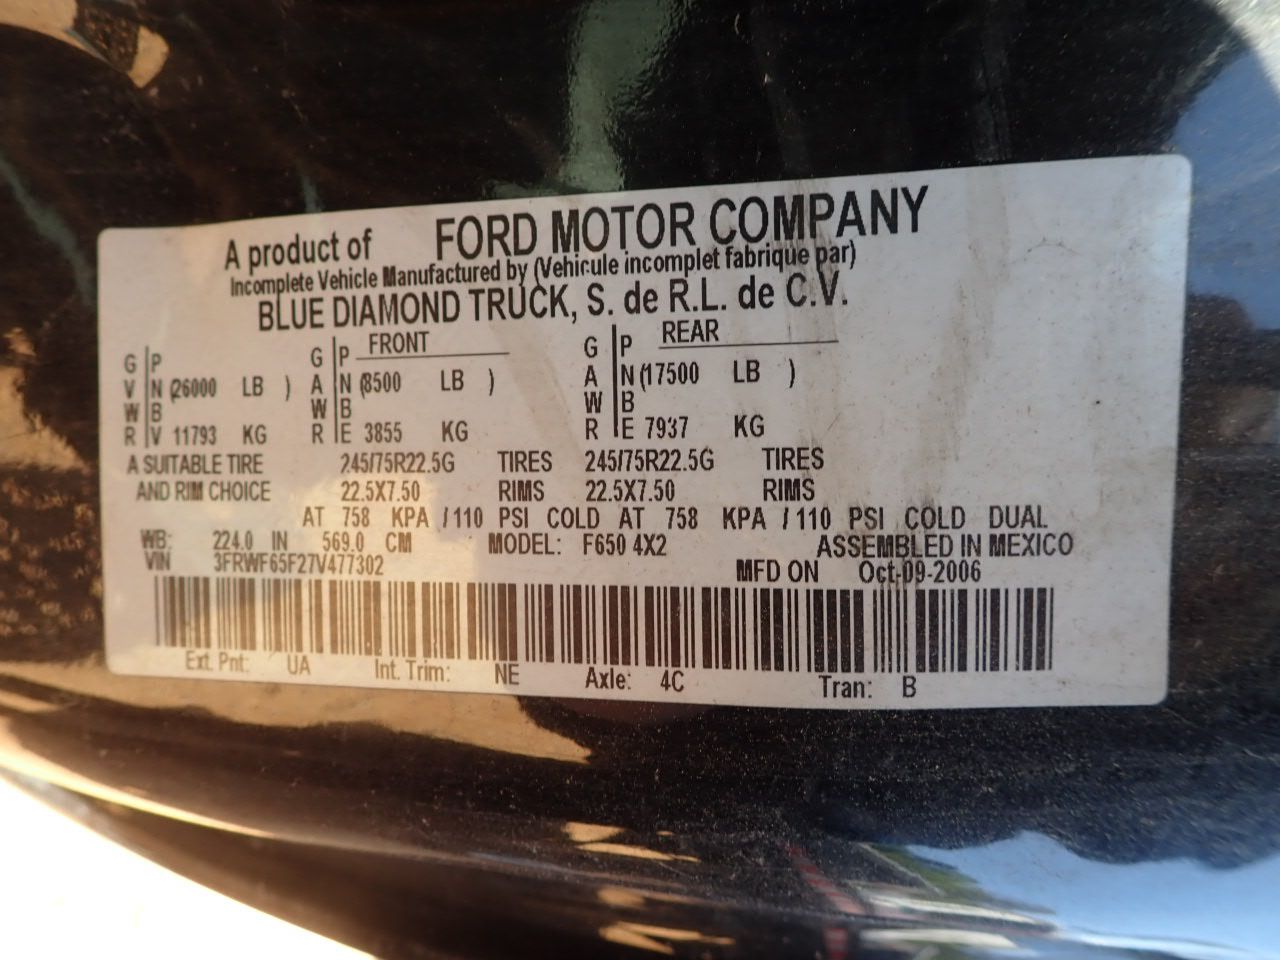 A product of FORD MOTOR COMPANY
Incomplete Vehicle Manufactured by (Vehicule incomplet fabrique par)
BLUE DIAMOND TRUCK, S. de R.L. de C.V.
G P G P FRONT G P REAR
V N (26000 LB ) A N (8500 LB ) A N (17500 LB )
W B W B W B
R V 11793 KG R E 3855 KG R E 7937 KG
A SUITABLE TIRE 245/75R22.5G TIRES 245/75R22.5G TIRES
AND RIM CHOICE 22.5X7.50 RIMS 22.5X7.50 RIMS
AT 758 KPA / 110 PSI COLD AT 758 KPA / 110 PSI COLD DUAL
WB: 224.0 IN 569.0 CM MODEL: F650 4X2 ASSEMBLED IN MEXICO
VIN 3FRWF65F27V477302 MFD ON Oct-09-2006
Ext. Pnt: UA Int. Trim: NE Axle: 4C Tran: B